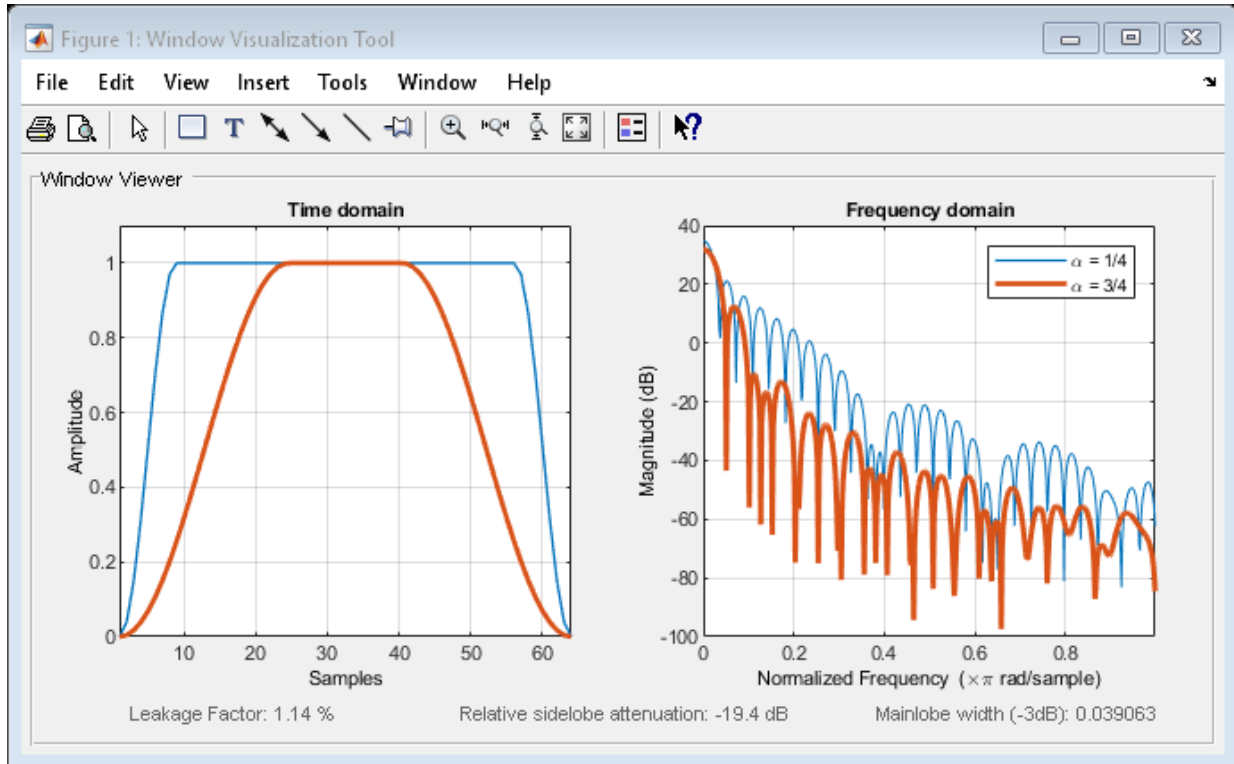 Figure 1: Window Visualization Tool
File Edit View Insert Tools Window Help
T
?
Window Viewer
Time domain
1
0.8
0.6
0.4
0.2
0
Amplitude
10 20 30 40 50 60
Samples
Frequency domain
40
20
0
-20
-40
-60
-80
-100
Magnitude (dB)
α = 1/4
α = 3/4
0 0.2 0.4 0.6 0.8
Normalized Frequency (×π rad/sample)
Leakage Factor: 1.14 %
Relative sidelobe attenuation: -19.4 dB
Mainlobe width (-3dB): 0.039063